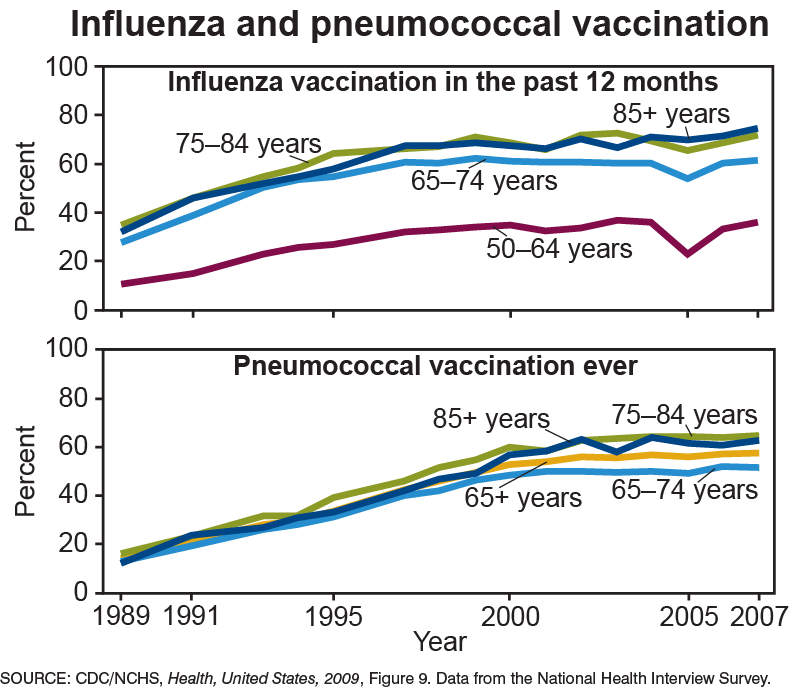 Influenza and pneumococcal vaccination
Influenza vaccination in the past 12 months
Percent
100
80
60
40
20
0
85+ years
75–84 years
65–74 years
50–64 years
Pneumococcal vaccination ever
Percent
100
80
60
40
20
0
85+ years
75–84 years
65+ years
65–74 years
1989 1991 1995 2000 2005 2007
Year
SOURCE: CDC/NCHS, Health, United States, 2009, Figure 9. Data from the National Health Interview Survey.